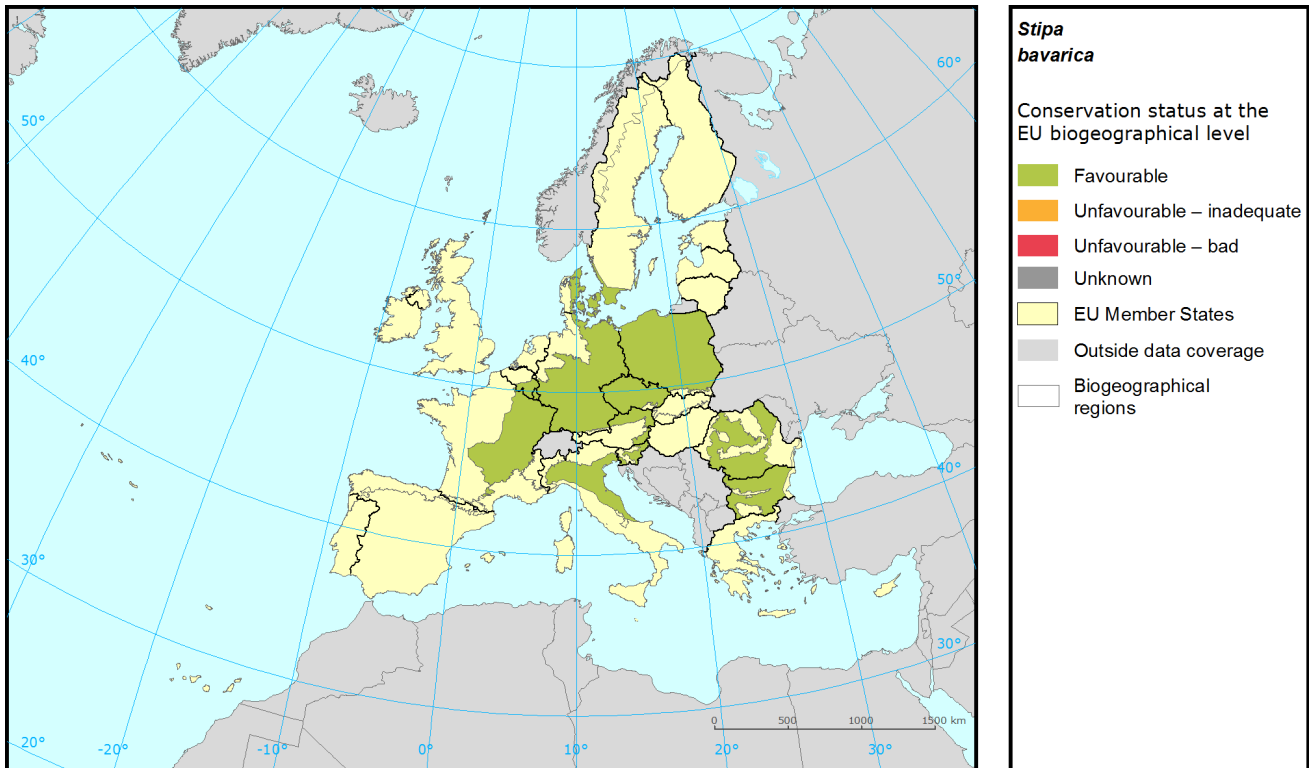 Stipa
bavarica
Conservation status at the
EU biogeographical level
Favourable
Unfavourable – inadequate
Unfavourable – bad
Unknown
EU Member States
Outside data coverage
Biogeographical
regions
60°
50°
50°
40°
40°
30°
30°
20°
-20°
-10°
0°
10°
20°
30°
0 500 1000 1500 km